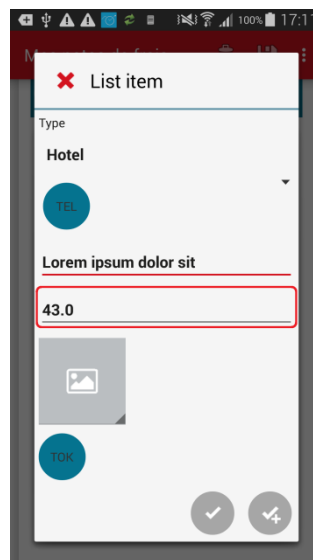 100% 17:1
List item
Type
Hotel
TEL
Lorem ipsum dolor sit
43.0
TOK